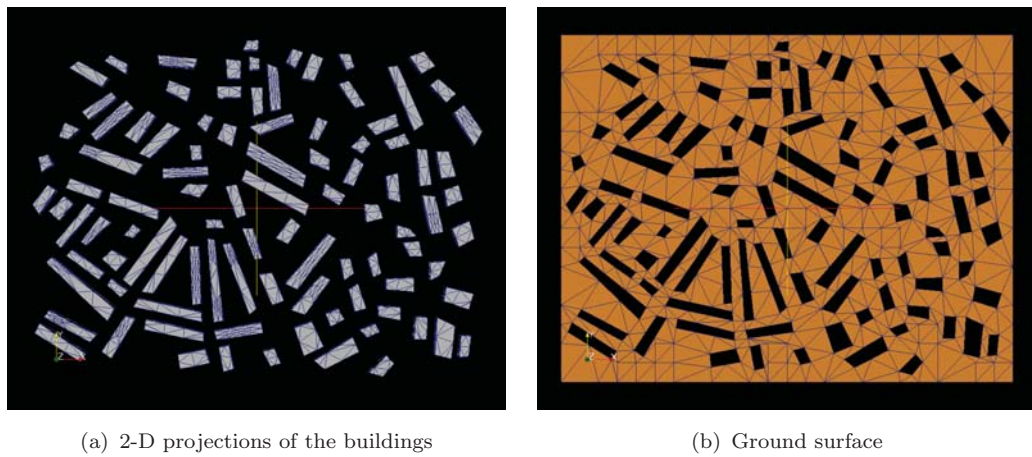 Y
Z
X
Y
Z
X
(a) 2-D projections of the buildings
(b) Ground surface